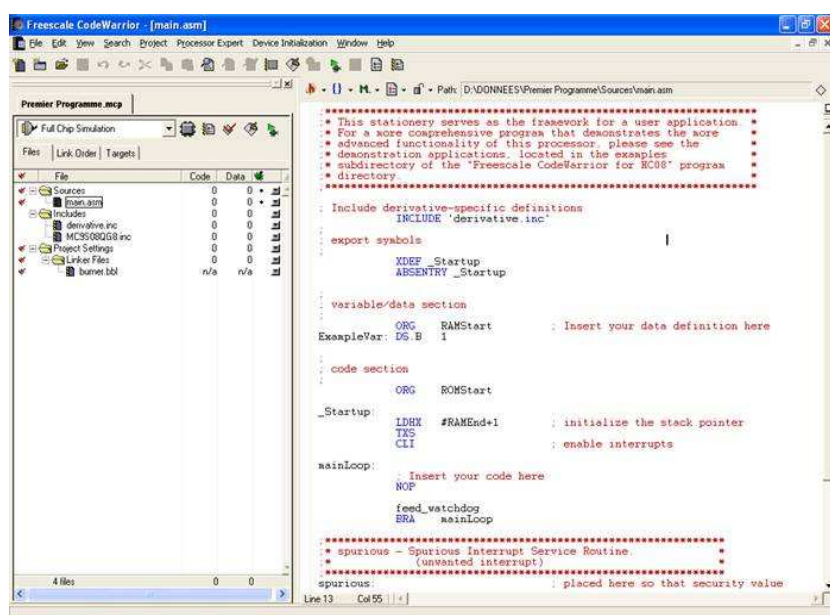 Freescale CodeWarrior - [main.asm]
File Edit View Search Project Processor Expert Device Initialization Window Help
Path: D:\DONNEES\Premier Programme\Sources\main.asm
Premier Programme.mcp
Full Chip Simulation
Files Link Order Targets
File Code Data
Sources 0 0
main.asm 0 0
Includes 0 0
derivative.inc 0 0
MC9S08QG8.inc 0 0
Project Settings 0 0
Linker Files 0 0
burner.bbl n/a n/a
4 files 0 0
;*******************************************************************
;* This stationery serves as the framework for a user application. *
;* For a more comprehensive program that demonstrates the more *
;* advanced functionality of this processor, please see the *
;* demonstration applications, located in the examples *
;* subdirectory of the "Freescale CodeWarrior for HC08" program *
;* directory. *
;*******************************************************************
; Include derivative-specific definitions
INCLUDE 'derivative.inc'
;
; export symbols
;
XDEF _Startup
ABSENTRY _Startup
;
; variable/data section
;
ORG RAMStart ; Insert your data definition here
ExampleVar: DS.B 1
;
; code section
;
ORG ROMStart
_Startup:
LDHX #RAMEnd+1 ; initialize the stack pointer
TXS
CLI ; enable interrupts
mainLoop:
; Insert your code here
NOP
feed_watchdog
BRA mainLoop
;**************************************************************
;* spurious - Spurious Interrupt Service Routine. *
;* (unwanted interrupt) *
;**************************************************************
spurious: ; placed here so that security value
Line 13 Col 55